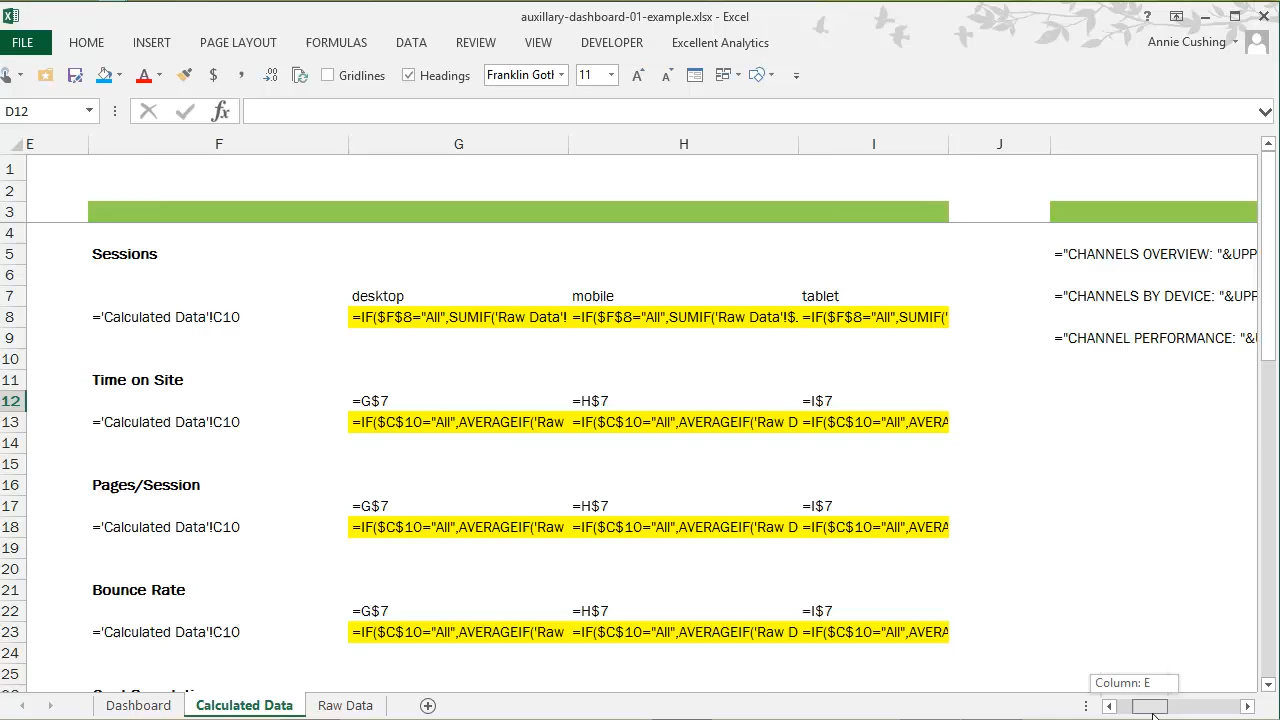 auxillary-dashboard-01-example.xlsx - Excel
?
FILE HOME INSERT PAGE LAYOUT FORMULAS DATA REVIEW VIEW DEVELOPER Excellent Analytics Annie Cushing
A $ , .00 Gridlines Headings Franklin Goth 11 A A
D12 fx
E F G H I J
1
2
3
4
5 Sessions ="CHANNELS OVERVIEW: "&UPP
6
7 desktop mobile tablet ="CHANNELS BY DEVICE: "&UPP
8 ='Calculated Data'!C10 =IF($F$8="All",SUMIF('Raw Data'! =IF($F$8="All",SUMIF('Raw Data'!$. =IF($F$8="All",SUMIF('
9 ="CHANNEL PERFORMANCE: "&U
10
11 Time on Site
12 =G$7 =H$7 =I$7
13 ='Calculated Data'!C10 =IF($C$10="All",AVERAGEIF('Raw =IF($C$10="All",AVERAGEIF('Raw D =IF($C$10="All",AVERA
14
15
16 Pages/Session
17 =G$7 =H$7 =I$7
18 ='Calculated Data'!C10 =IF($C$10="All",AVERAGEIF('Raw =IF($C$10="All",AVERAGEIF('Raw D =IF($C$10="All",AVERA
19
20
21 Bounce Rate
22 =G$7 =H$7 =I$7
23 ='Calculated Data'!C10 =IF($C$10="All",AVERAGEIF('Raw =IF($C$10="All",AVERAGEIF('Raw D =IF($C$10="All",AVERA
24
25
Column: E
Dashboard Calculated Data Raw Data